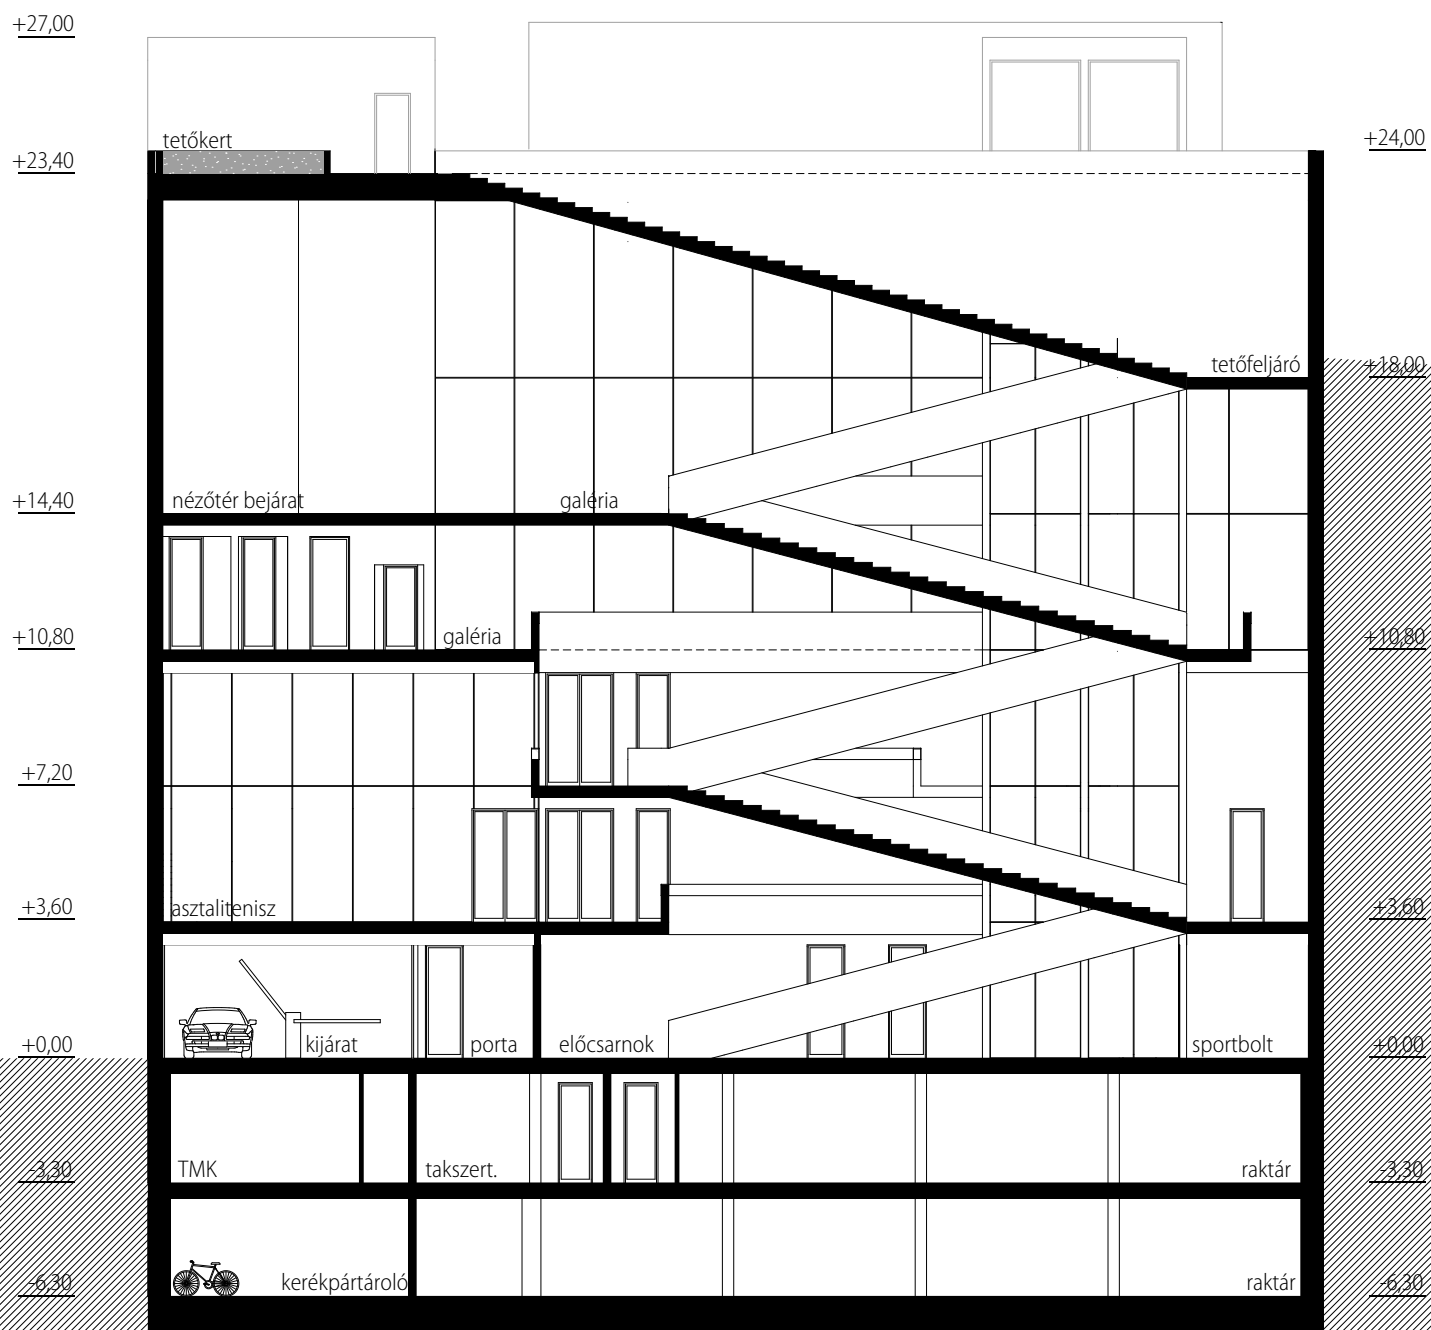 +27,00
tetőkert
+24,00
+23,40
tetőfeljáró
+18,00
+14,40
nézőtér bejárat
galéria
+10,80
galéria
+10,80
+7,20
+3,60
asztalitenisz
+3,60
+0,00
kijárat
porta
előcsarnok
sportbolt
+0,00
-3,30
TMK
takszert.
raktár
-3,30
-6,30
kerékpártároló
raktár
-6,30